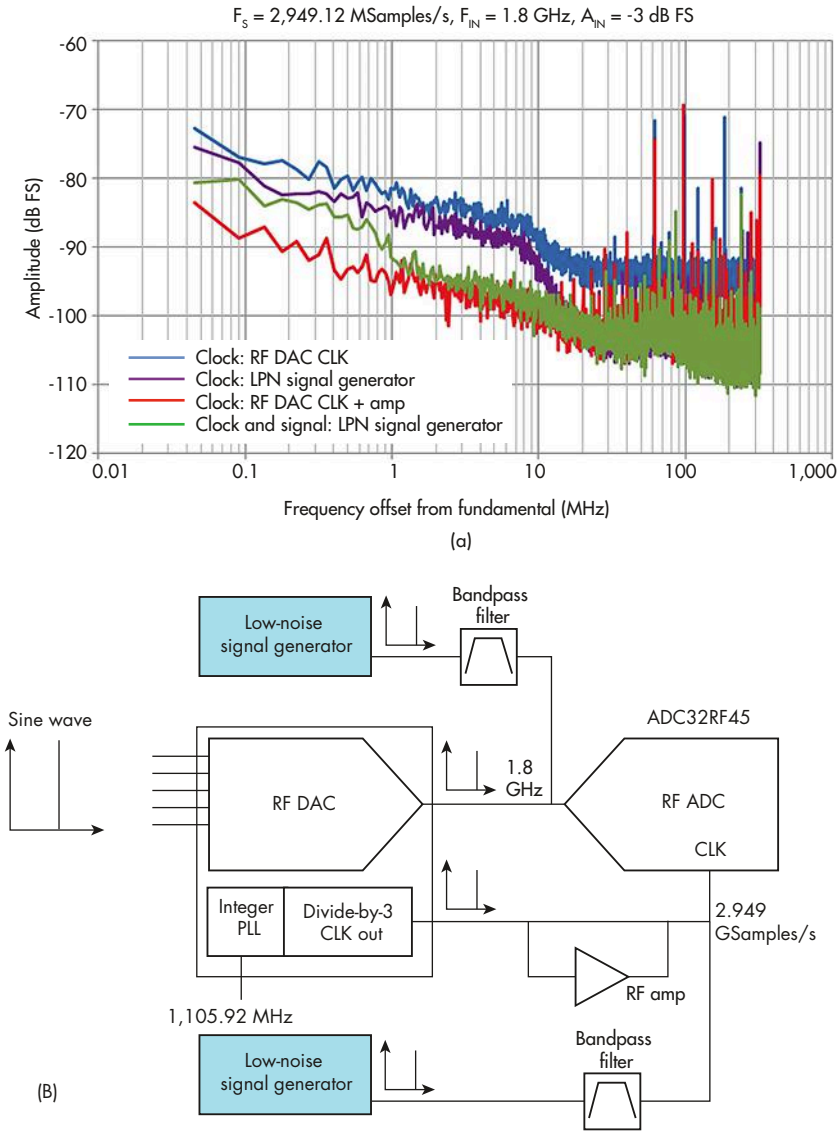 FS = 2,949.12 MSamples/s, FIN = 1.8 GHz, AIN = -3 dB FS
-60
-70
-80
-90
-100
-110
-120
Amplitude (dB FS)
Clock: RF DAC CLK
Clock: LPN signal generator
Clock: RF DAC CLK + amp
Clock and signal: LPN signal generator
0.01
0.1
1
10
100
1,000
Frequency offset from fundamental (MHz)
(a)
Low-noise
signal generator
Bandpass
filter
Sine wave
RF DAC
1.8
GHz
ADC32RF45
RF ADC
CLK
Integer
PLL
Divide-by-3
CLK out
2.949
GSamples/s
RF amp
1,105.92 MHz
Low-noise
signal generator
Bandpass
filter
(B)